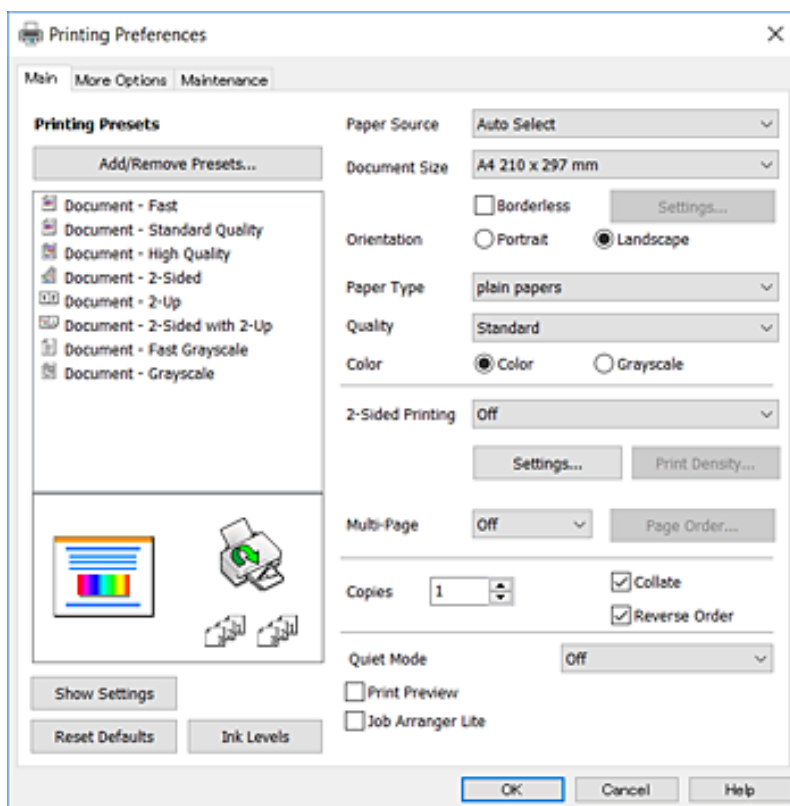 Printing Preferences
Main More Options Maintenance
Printing Presets
Add/Remove Presets...
Document - Fast
Document - Standard Quality
Document - High Quality
Document - 2-Sided
Document - 2-Up
Document - 2-Sided with 2-Up
Document - Fast Grayscale
Document - Grayscale
Show Settings
Reset Defaults Ink Levels
Paper Source Auto Select
Document Size A4 210 x 297 mm
Borderless Settings...
Orientation Portrait Landscape
Paper Type plain papers
Quality Standard
Color Color Grayscale
2-Sided Printing Off
Settings... Print Density...
Multi-Page Off Page Order...
Copies 1 Collate
Reverse Order
Quiet Mode Off
Print Preview
Job Arranger Lite
OK Cancel Help